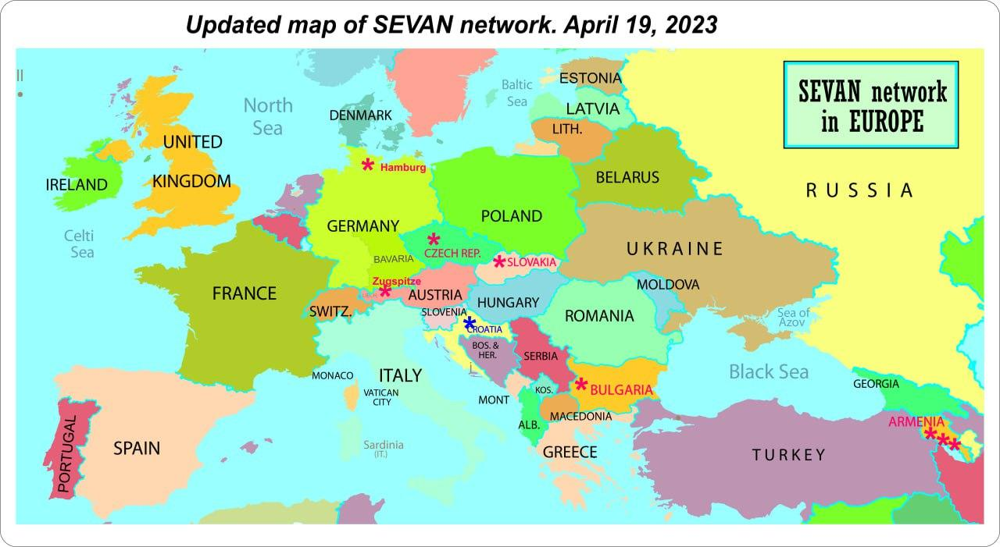 Updated map of SEVAN network. April 19, 2023
SEVAN network
in EUROPE
ESTONIA
Baltic
Sea
LATVIA
North
Sea
DENMARK
LITH.
UNITED
KINGDOM
IRELAND
Hamburg
BELARUS
RUSSIA
POLAND
GERMANY
Celti
Sea
BAVARIA
CZECH REP.
SLOVAKIA
UKRAINE
Zugspitze
LIECH.
AUSTRIA
FRANCE
SWITZ.
HUNGARY
MOLDOVA
SLOVENIA
CROATIA
ROMANIA
Sea of
Azov
BOS. &
HER.
SERBIA
MONACO
ITALY
VATICAN
CITY
MONT
KOS.
BULGARIA
Black Sea
GEORGIA
ALB.
MACEDONIA
ARMENIA
PORTUGAL
SPAIN
Sardinia
(IT.)
GREECE
TURKEY